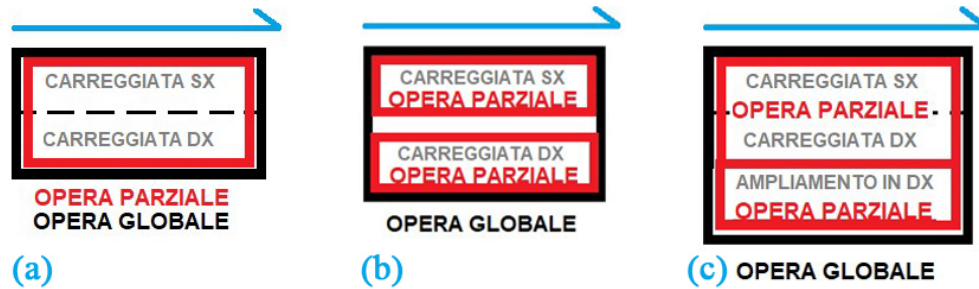 CARREGGIATA SX
CARREGGIATA DX
OPERA PARZIALE
OPERA GLOBALE
(a)
CARREGGIATA SX
OPERA PARZIALE
CARREGGIATA DX
OPERA PARZIALE
OPERA GLOBALE
(b)
CARREGGIATA SX
OPERA PARZIALE
CARREGGIATA DX
AMPLIAMENTO IN DX
OPERA PARZIALE
(c) OPERA GLOBALE